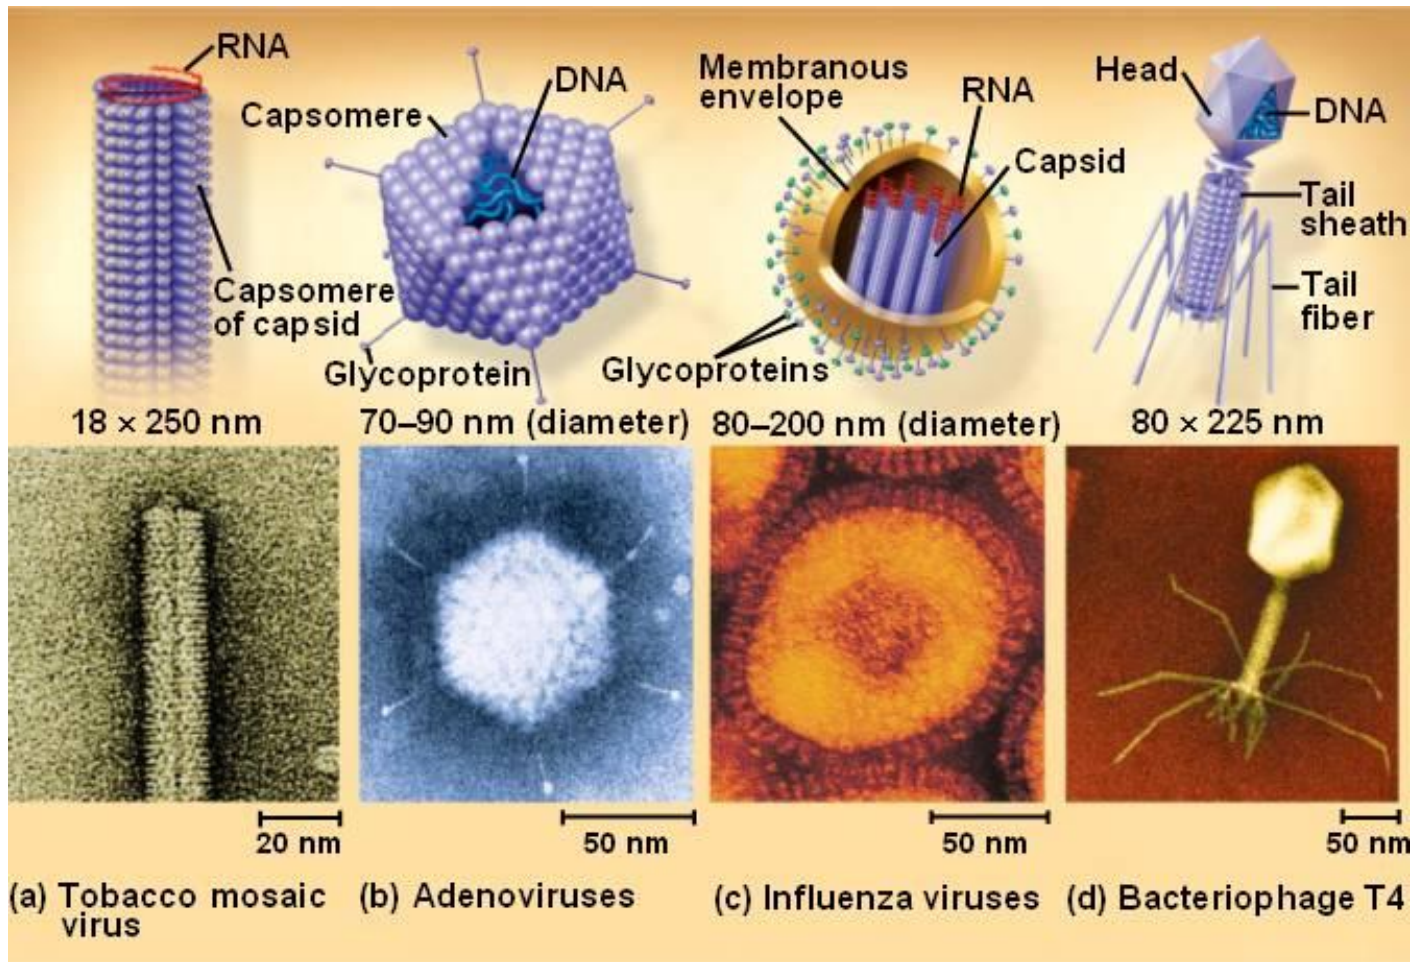 RNA
Capsomere
of capsid
18 × 250 nm
20 nm
(a) Tobacco mosaic
virus
Capsomere
DNA
Glycoprotein
70–90 nm (diameter)
50 nm
(b) Adenoviruses
Membranous
envelope
RNA
Capsid
Glycoproteins
80–200 nm (diameter)
50 nm
(c) Influenza viruses
Head
DNA
Tail
sheath
Tail
fiber
80 × 225 nm
50 nm
(d) Bacteriophage T4